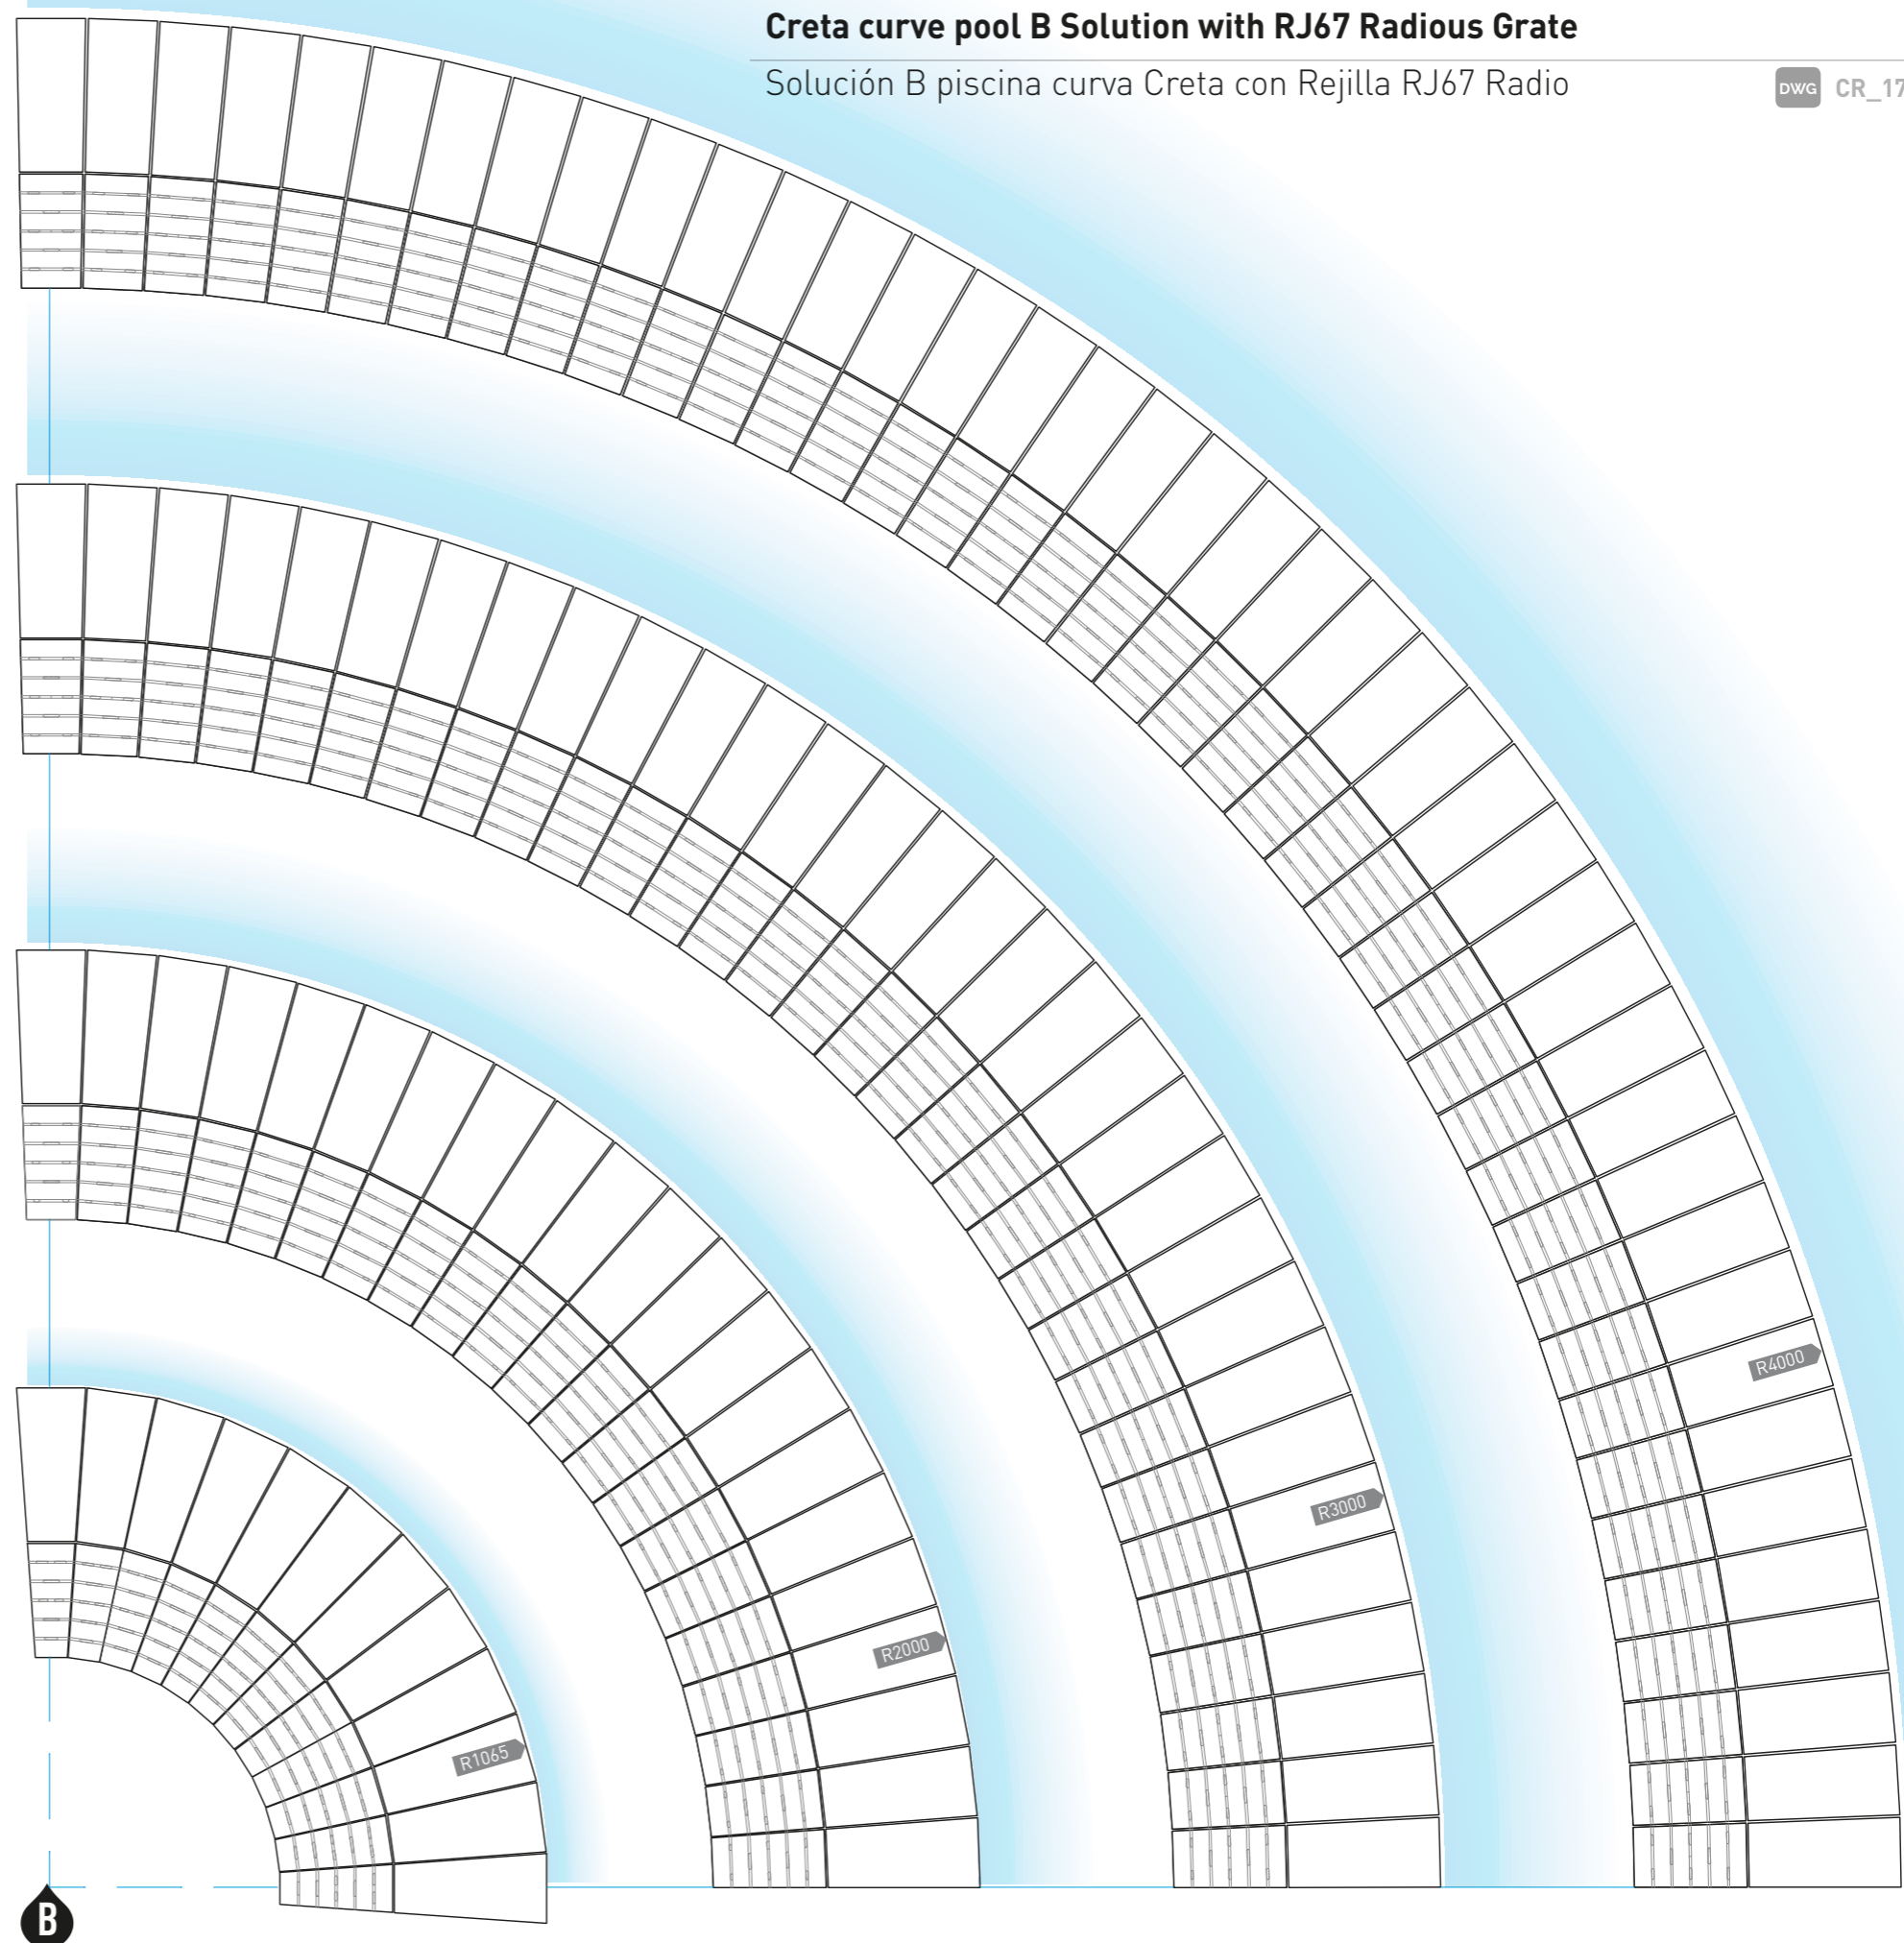 Creta curve pool B Solution with RJ67 Radious Grate
Solución B piscina curva Creta con Rejilla RJ67 Radio
DWG CR_17
R4000
R3000
R2000
R1065
B